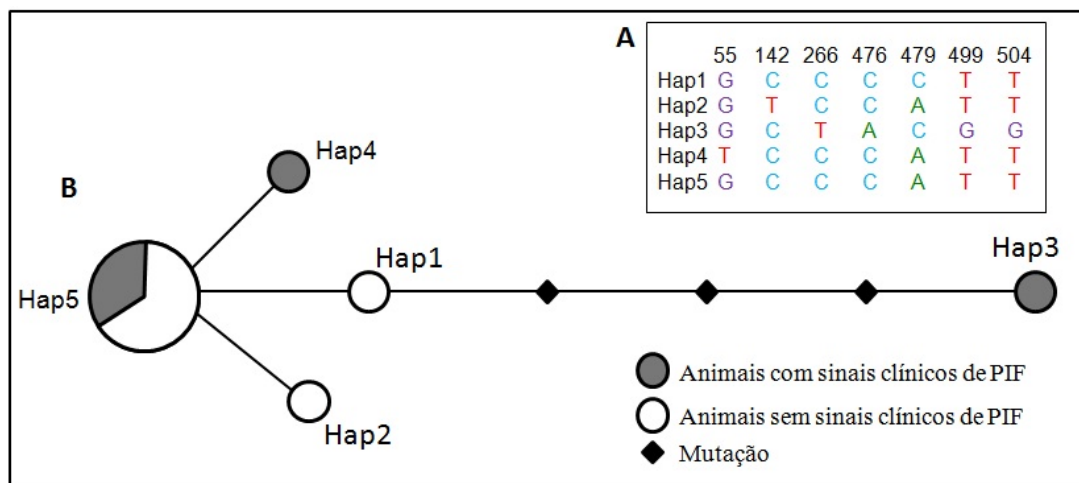 A
55 142 266 476 479 499 504
Hap1 G C C C C T T
Hap2 G T C C A T T
Hap3 G C T A C G G
Hap4 T C C C A T T
Hap5 G C C C A T T
B
Hap4
Hap5
Hap1
Hap3
Hap2
Animais com sinais clínicos de PIF
Animais sem sinais clínicos de PIF
Mutação